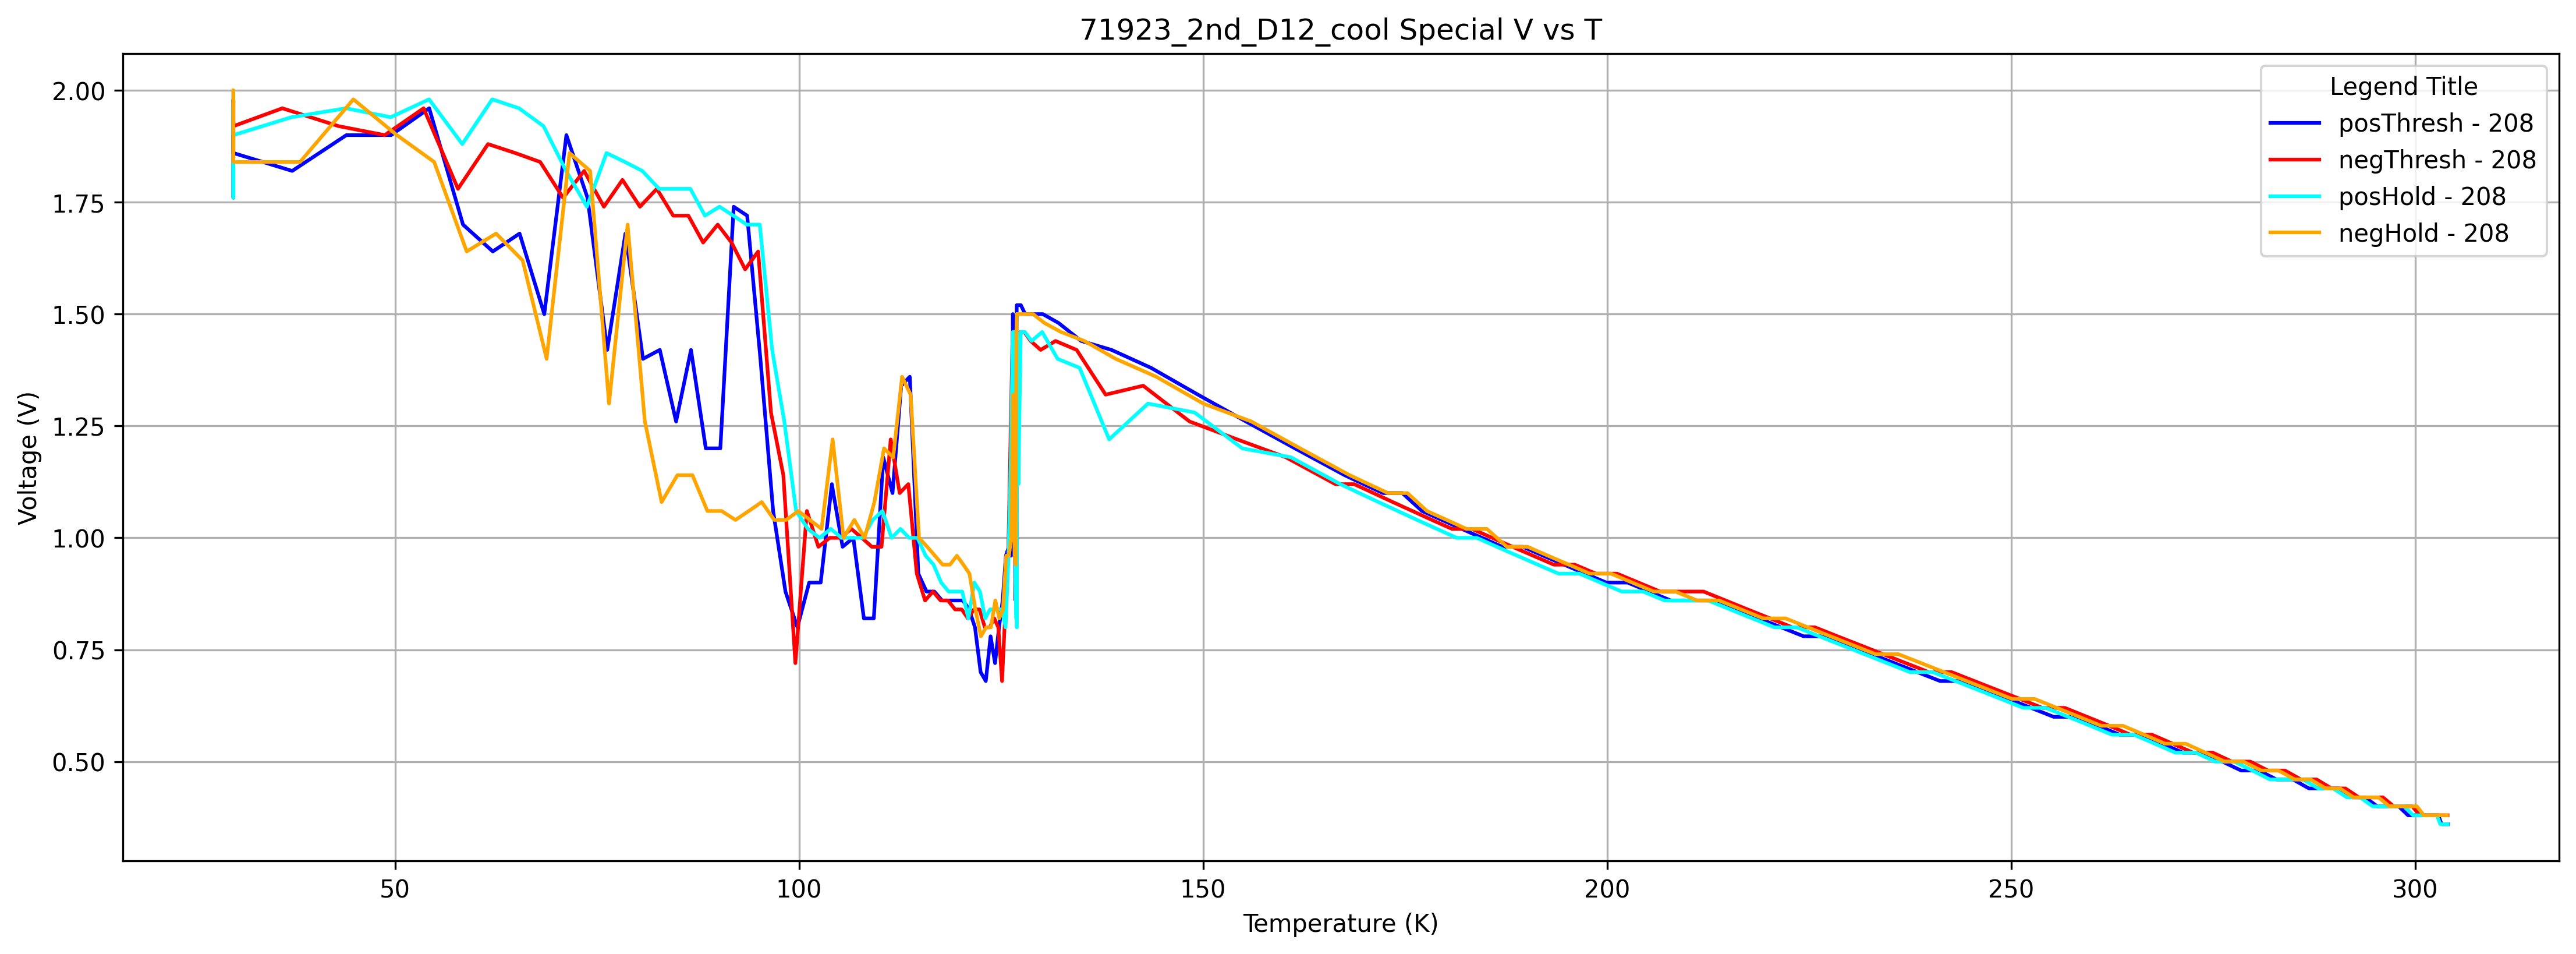 71923_2nd_D12_cool Special V vs T
Legend Title
posThresh - 208
negThresh - 208
posHold - 208
negHold - 208
Voltage (V)
2.00
1.75
1.50
1.25
1.00
0.75
0.50
50 100 150 200 250 300
Temperature (K)